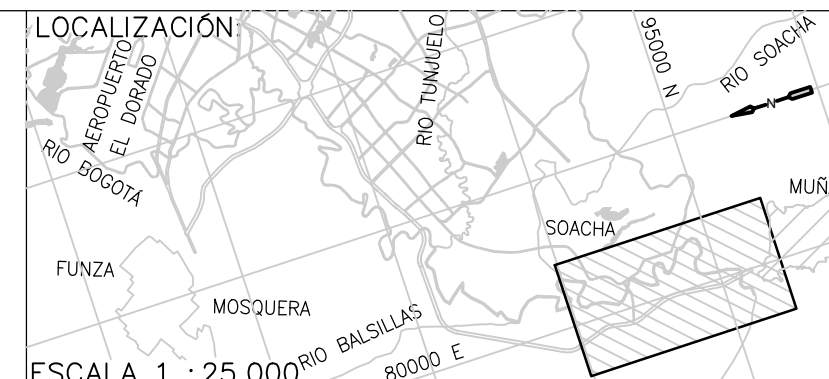 LOCALIZACIÓN:
AEROPUERTO
EL DORADO
RIO TUNJUELO
95000 N
RIO SOACHA
N
RIO BOGOTÁ
MUÑ
SOACHA
FUNZA
MOSQUERA
RIO BALSILLAS
80000 E
ESCALA 1 : 25.000